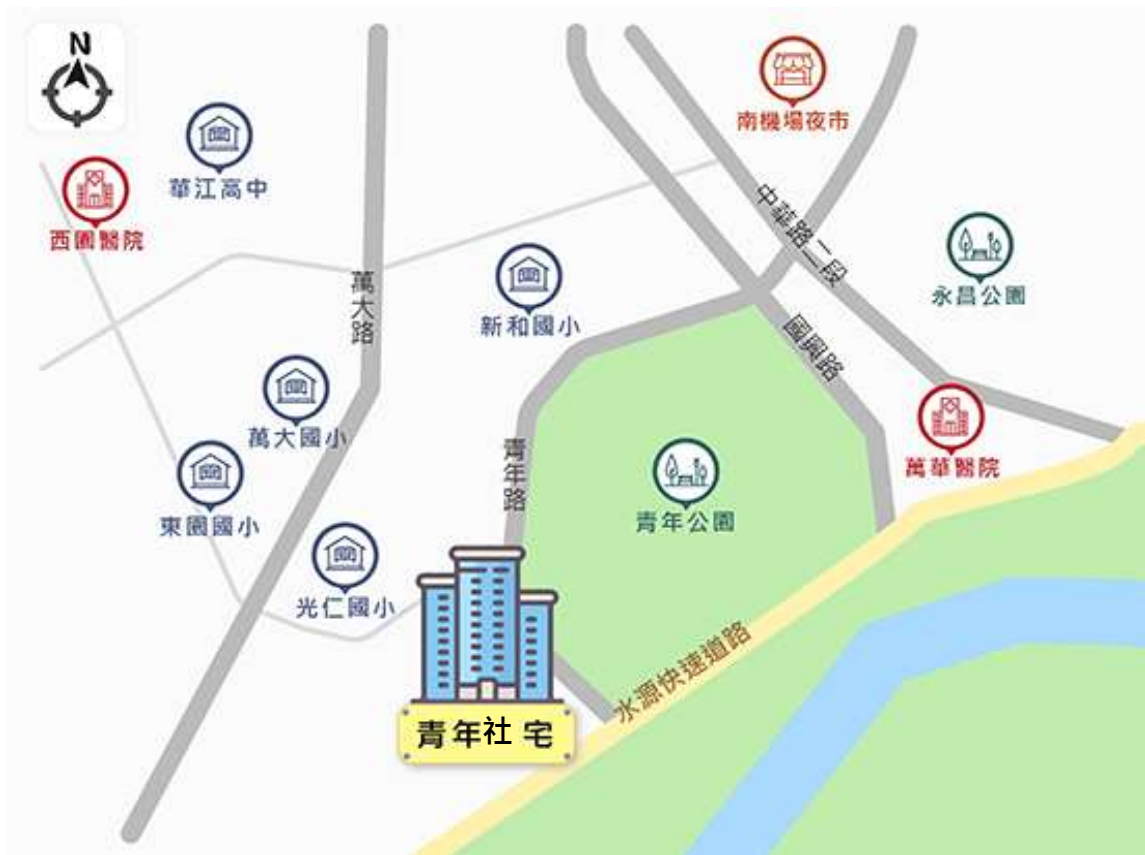 N
南機場夜市
華江高中
西園醫院
中華路二段
永昌公園
萬大路
新和國小
國興路
萬大國小
青年路
萬華醫院
東園國小
青年公園
光仁國小
水源快速道路
青年社宅